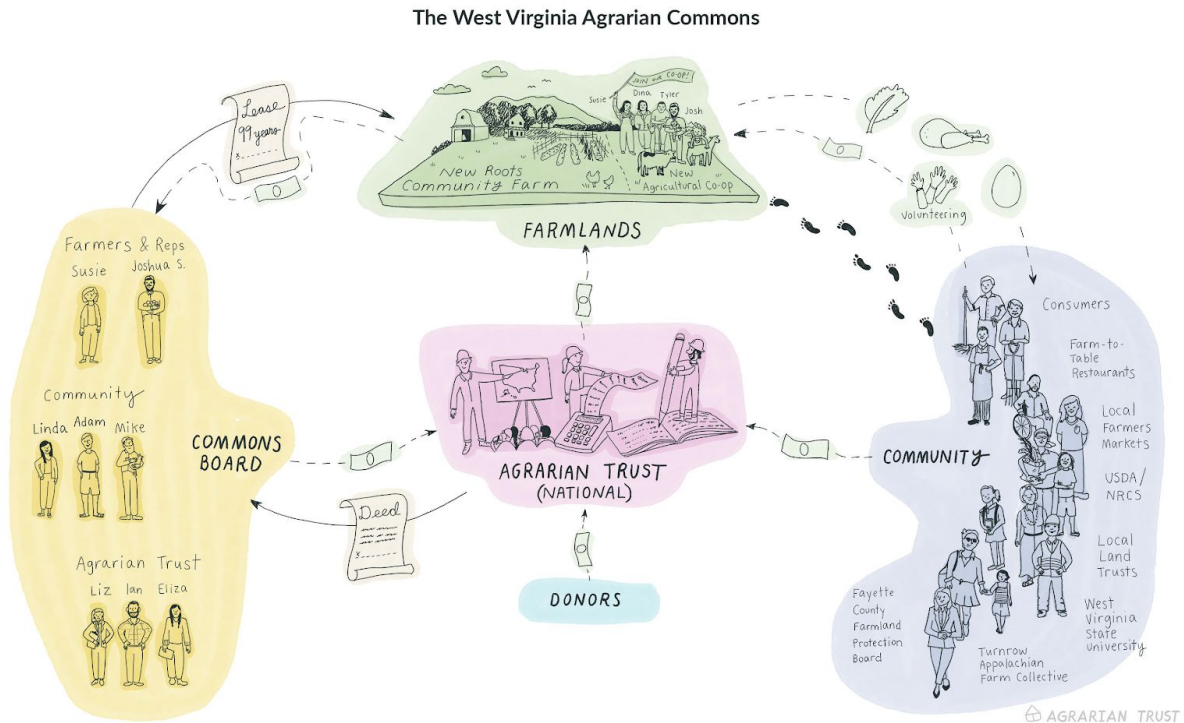 The West Virginia Agrarian Commons
Lease
99 years
JOIN OUR CO-OP!
Susie
Dina
Tyler
Josh
New Roots
Community Farm
New
Agricultural Co-op
FARMLANDS
Volunteering
Farmers & Reps
Susie
Joshua S.
Community
Linda
Adam
Mike
COMMONS
BOARD
Agrarian Trust
Liz
Ian
Eliza
AGRARIAN TRUST
(NATIONAL)
Deed
DONORS
COMMUNITY
Consumers
Farm-to-
Table
Restaurants
Local
Farmers
Markets
USDA/
NRCS
Local
Land
Trusts
West
Virginia
State
University
Fayette
County
Farmland
Protection
Board
Turnrow
Appalachian
Farm Collective
AGRARIAN TRUST